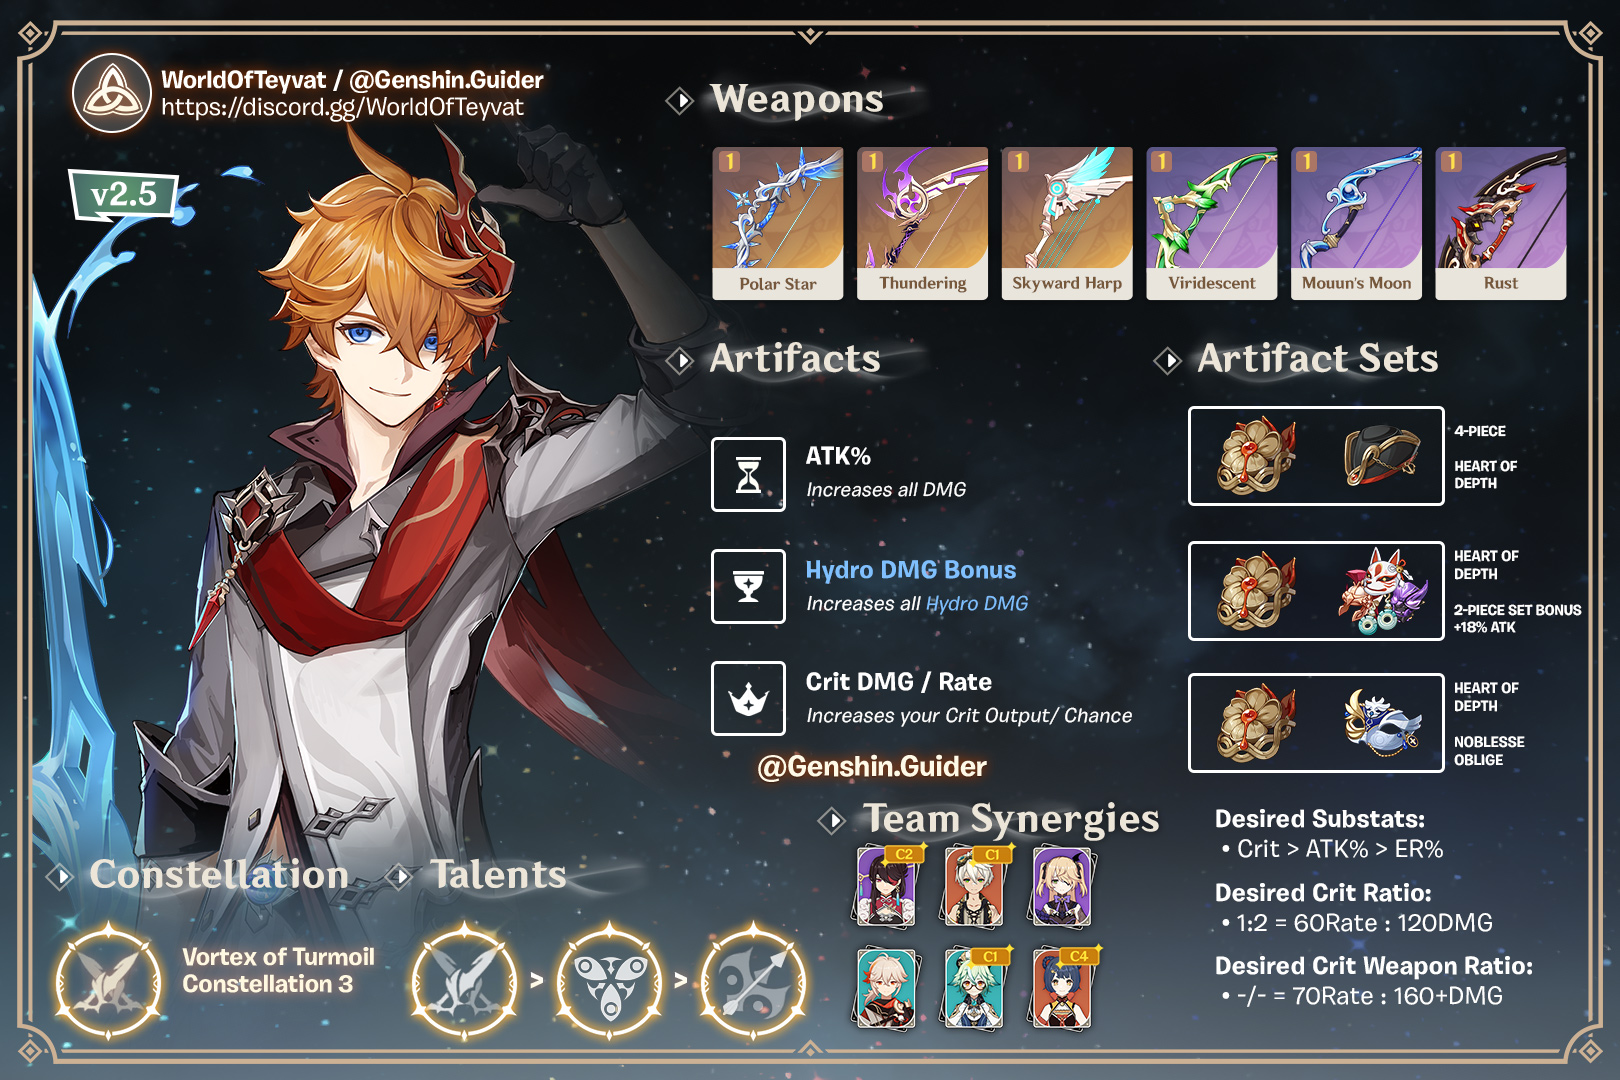 WorldOfTeyvat / @Genshin.Guider
https://discord.gg/WorldOfTeyvat
v2.5
Weapons
1
1
1
1
1
1
Polar Star
Thundering
Skyward Harp
Viridescent
Mouun's Moon
Rust
Artifacts
ATK%
Increases all DMG
Hydro DMG Bonus
Increases all Hydro DMG
Crit DMG / Rate
Increases your Crit Output/ Chance
@Genshin.Guider
Artifact Sets
4-PIECE
HEART OF
DEPTH
HEART OF
DEPTH
2-PIECE SET BONUS
+18% ATK
HEART OF
DEPTH
NOBLESSE
OBLIGE
Team Synergies
C2
C1
C1
C4
Desired Substats:
• Crit > ATK% > ER%
Desired Crit Ratio:
• 1:2 = 60Rate : 120DMG
Desired Crit Weapon Ratio:
• -/- = 70Rate : 160+DMG
Constellation
Vortex of Turmoil
Constellation 3
Talents
> >